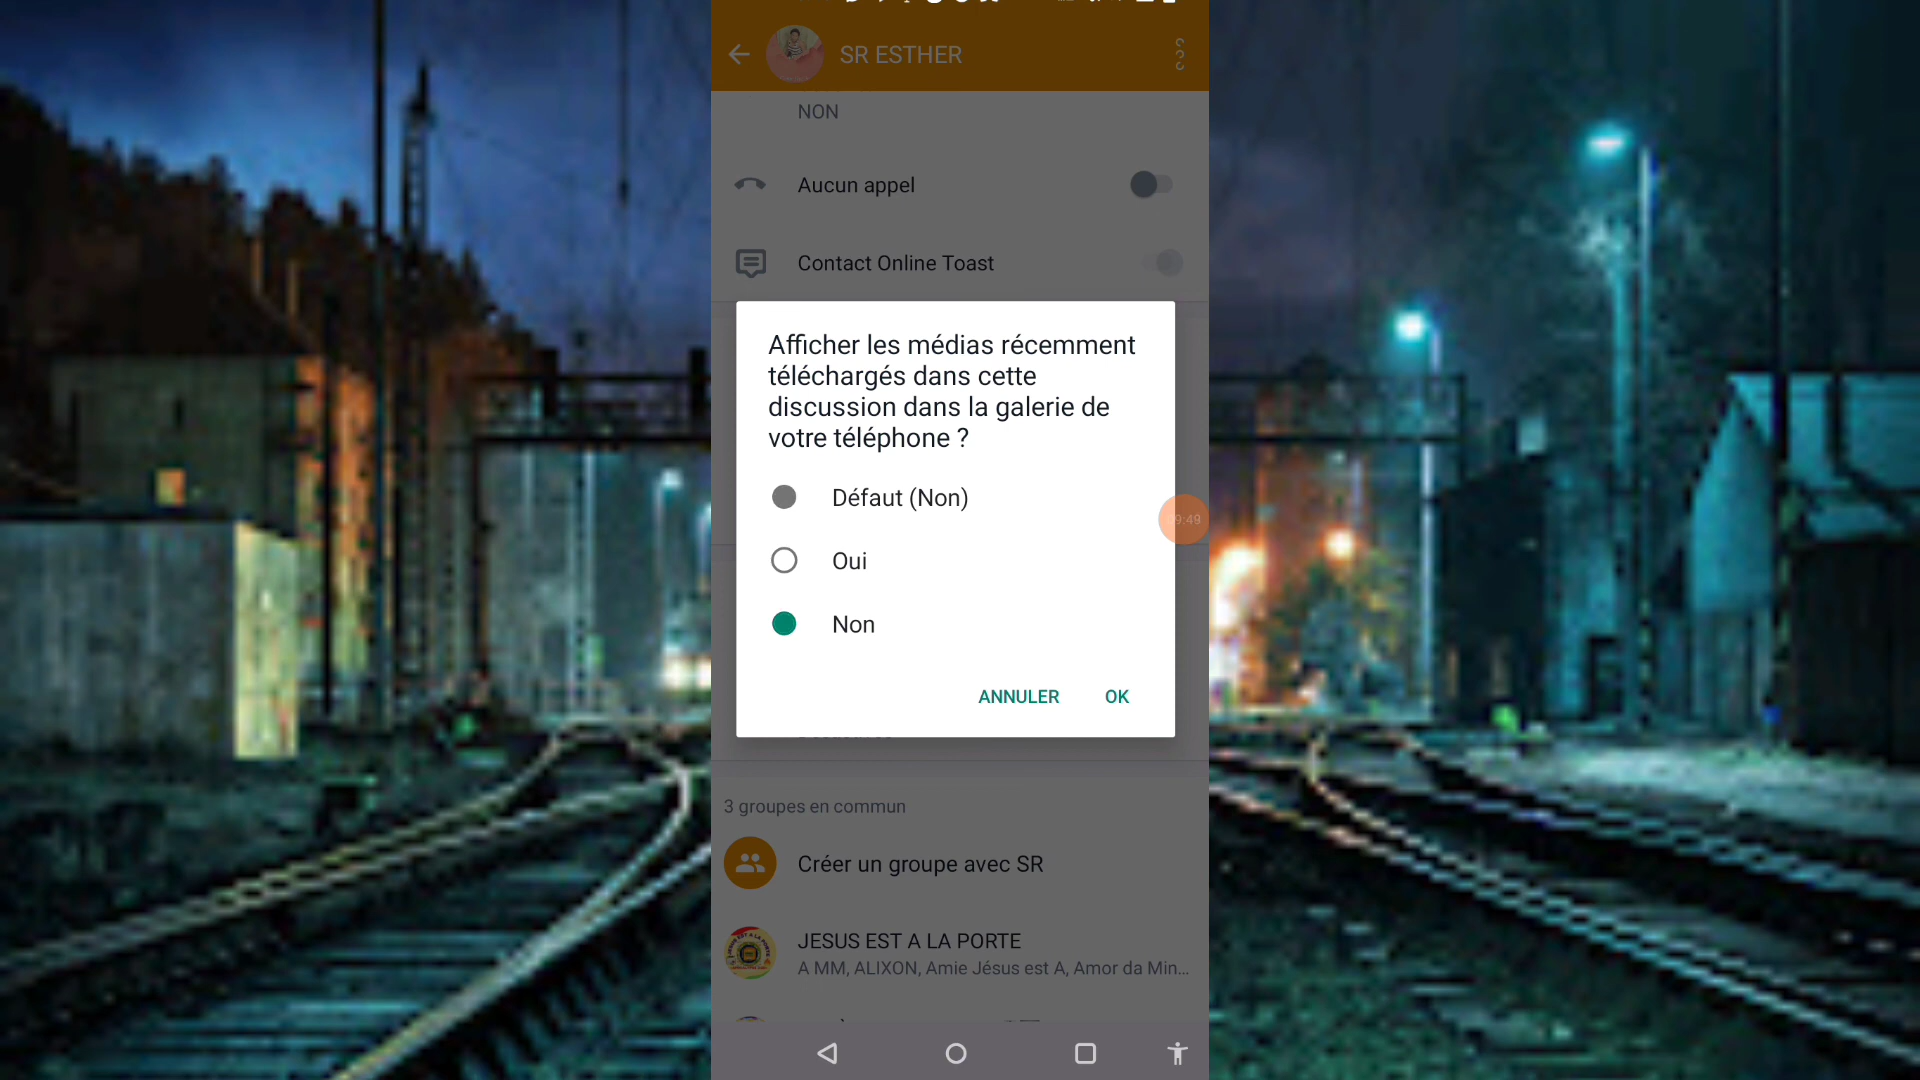 SR ESTHER
NON
Aucun appel
Contact Online Toast
Afficher les médias récemment
téléchargés dans cette
discussion dans la galerie de
votre téléphone ?
Défaut (Non)
09:49
Oui
Non
ANNULER OK
3 groupes en commun
Créer un groupe avec SR
JESUS EST A LA PORTE
A MM, ALIXON, Amie Jésus est A, Amor da Min...